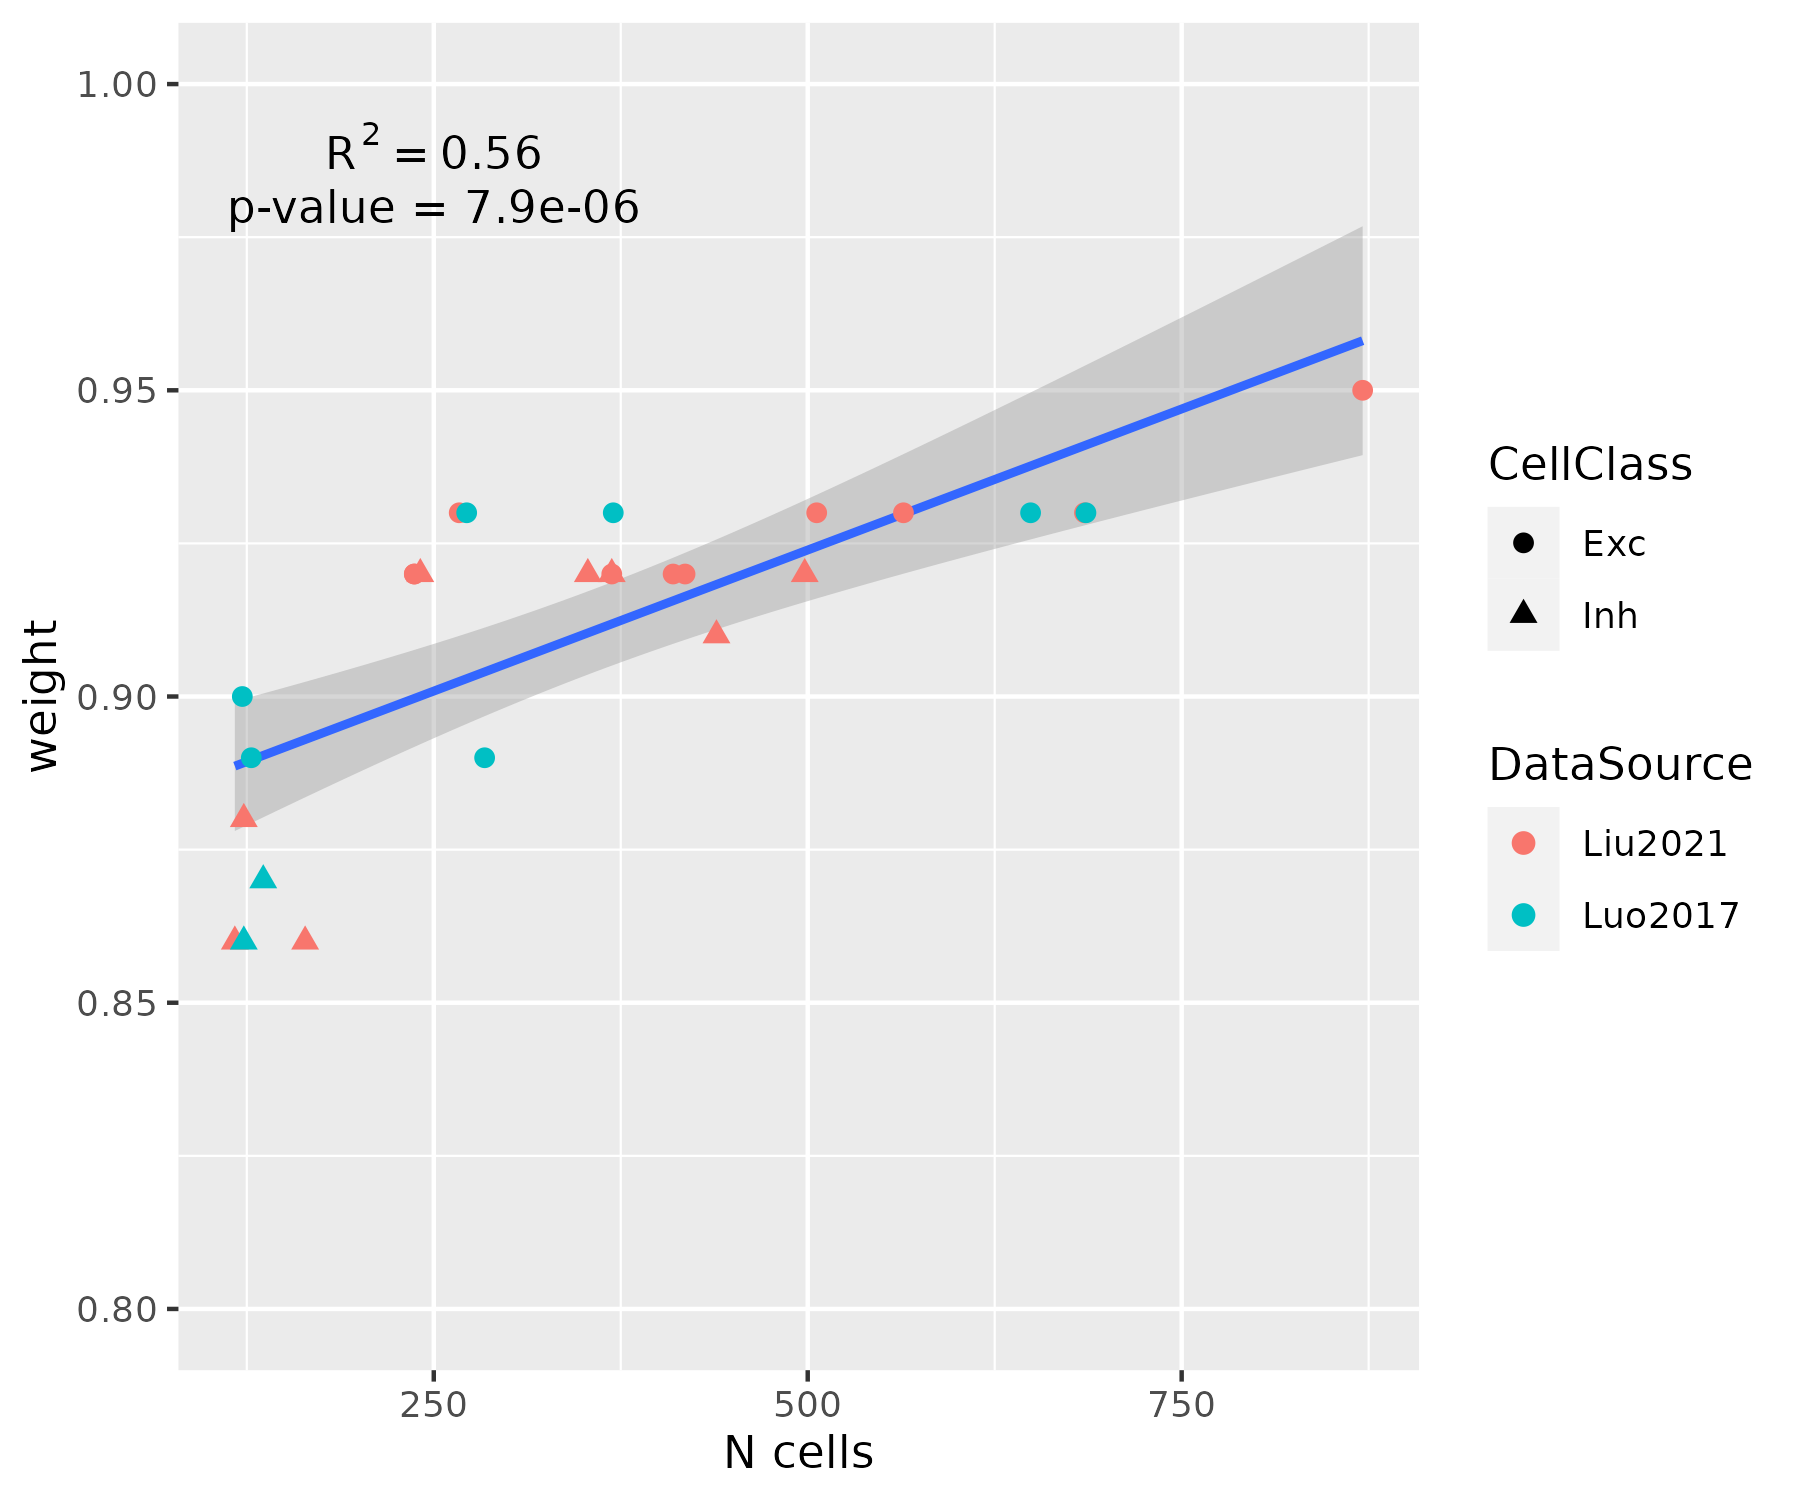 1.00
0.95
0.90
0.85
0.80
weight
R² = 0.56
p-value = 7.9e-06
250 500 750
N cells
CellClass
Exc
Inh
DataSource
Liu2021
Luo2017